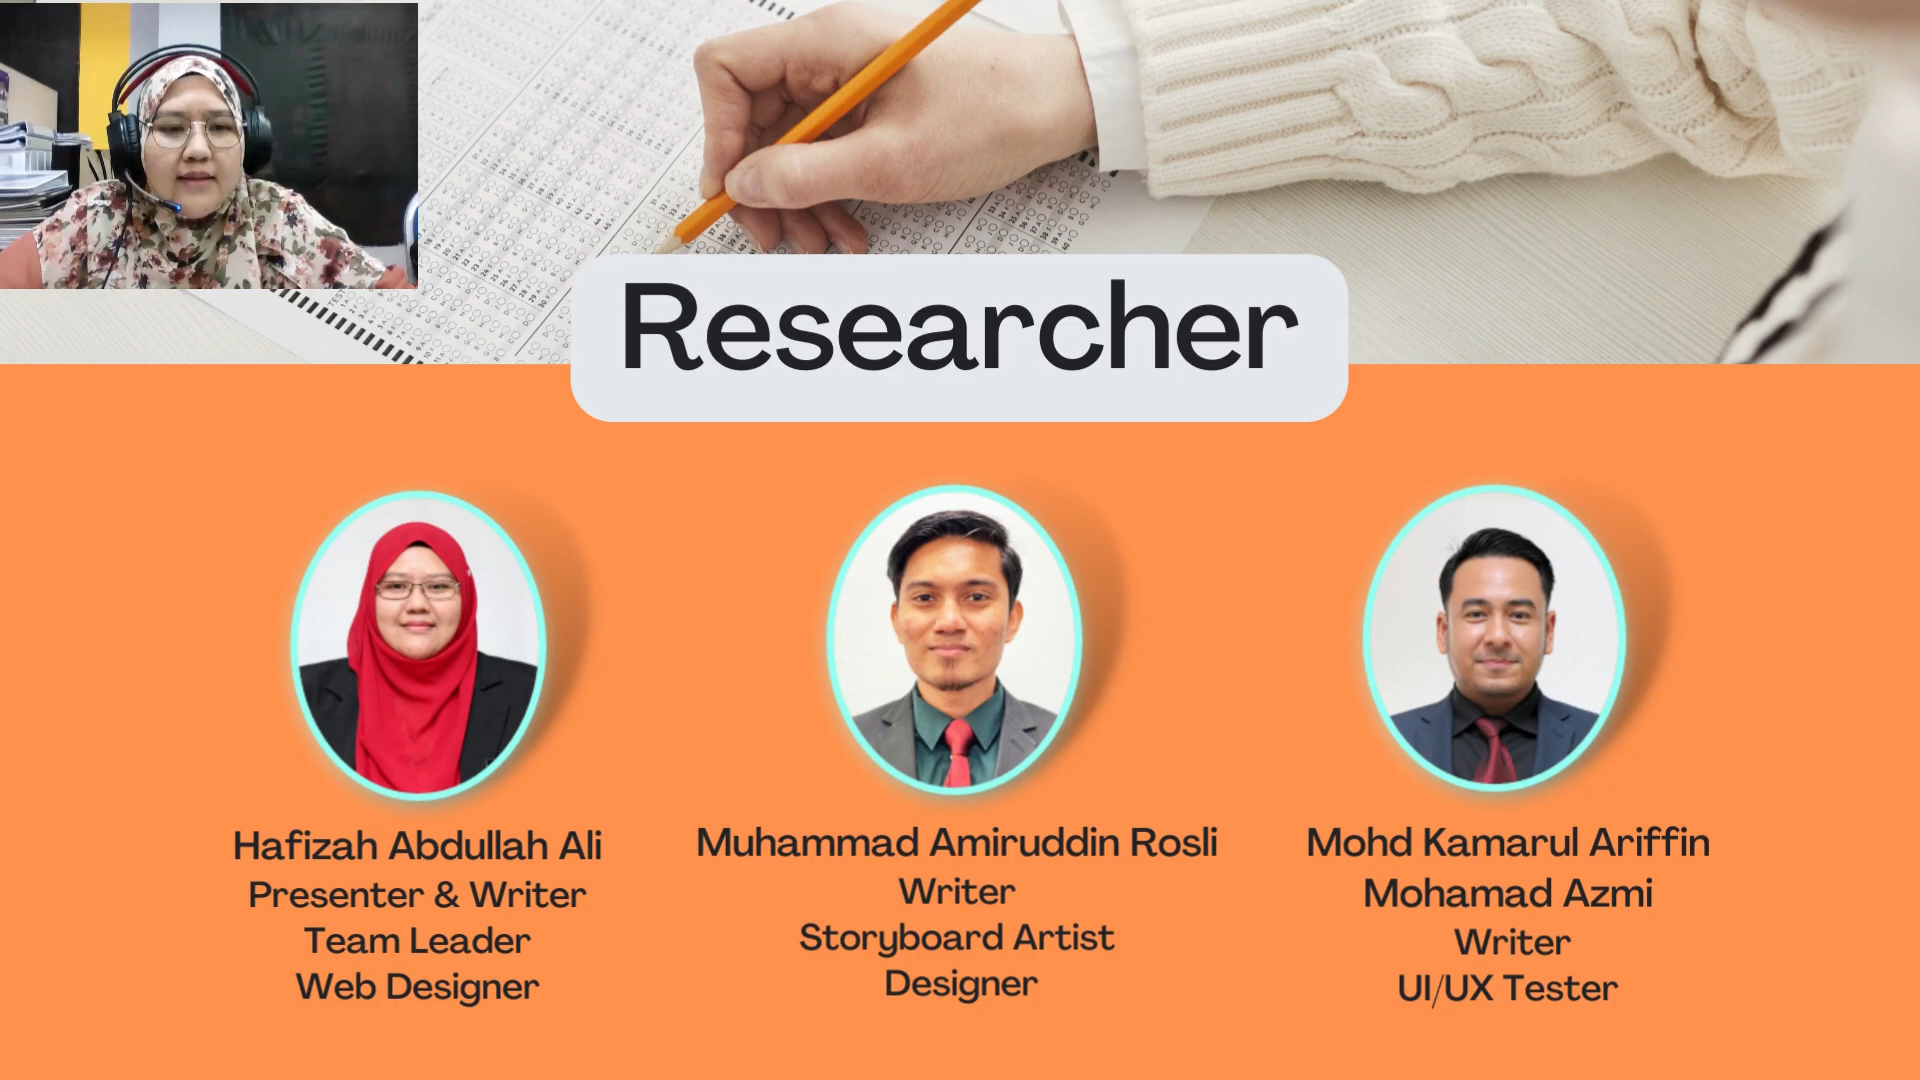 Researcher
Hafizah Abdullah Ali
Presenter & Writer
Team Leader
Web Designer
Muhammad Amiruddin Rosli
Writer
Storyboard Artist
Designer
Mohd Kamarul Ariffin
Mohamad Azmi
Writer
UI/UX Tester